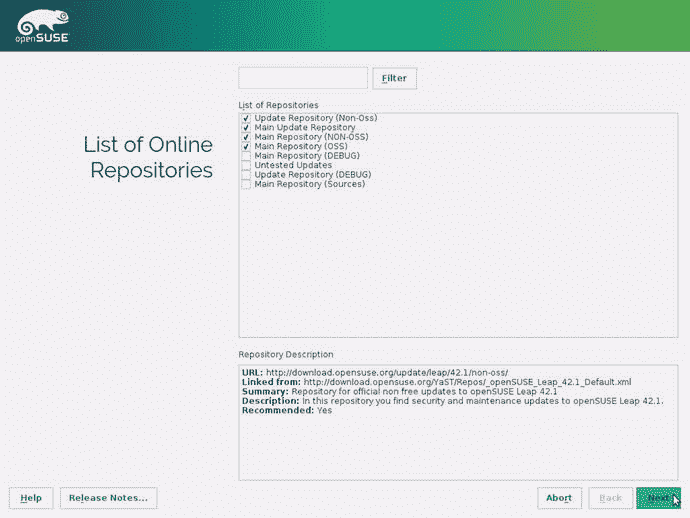 openSUSE
Filter
List of Repositories
List of Online
Repositories
Update Repository (Non-Oss)
Main Update Repository
Main Repository (NON-OSS)
Main Repository (OSS)
Main Repository (DEBUG)
Untested Updates
Update Repository (DEBUG)
Main Repository (Sources)
Repository Description
URL: http://download.opensuse.org/update/leap/42.1/non-oss/
Linked from: http://download.opensuse.org/YaST/Repos/_openSUSE_Leap_42.1_Default.xml
Summary: Repository for official non free updates to openSUSE Leap 42.1
Description: In this repository you find security and maintenance updates to openSUSE Leap 42.1.
Recommended: Yes
Help Release Notes... Abort Back Next